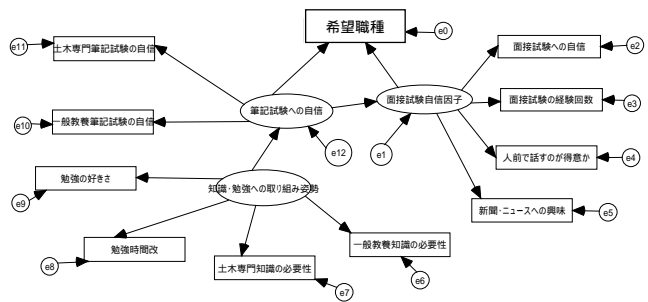 希望職種
e0
e11
土木専門筆記試験の自信
面接試験への自信
e2
筆記試験への自信
面接試験自信因子
面接試験の経験回数
e3
e10
一般教養筆記試験の自信
e12
e1
人前で話すのが得意か
e4
勉強の好きさ
e9
知識・勉強への取り組み姿勢
新聞・ニュースへの興味
e5
勉強時間改
e8
一般教養知識の必要性
e6
土木専門知識の必要性
e7